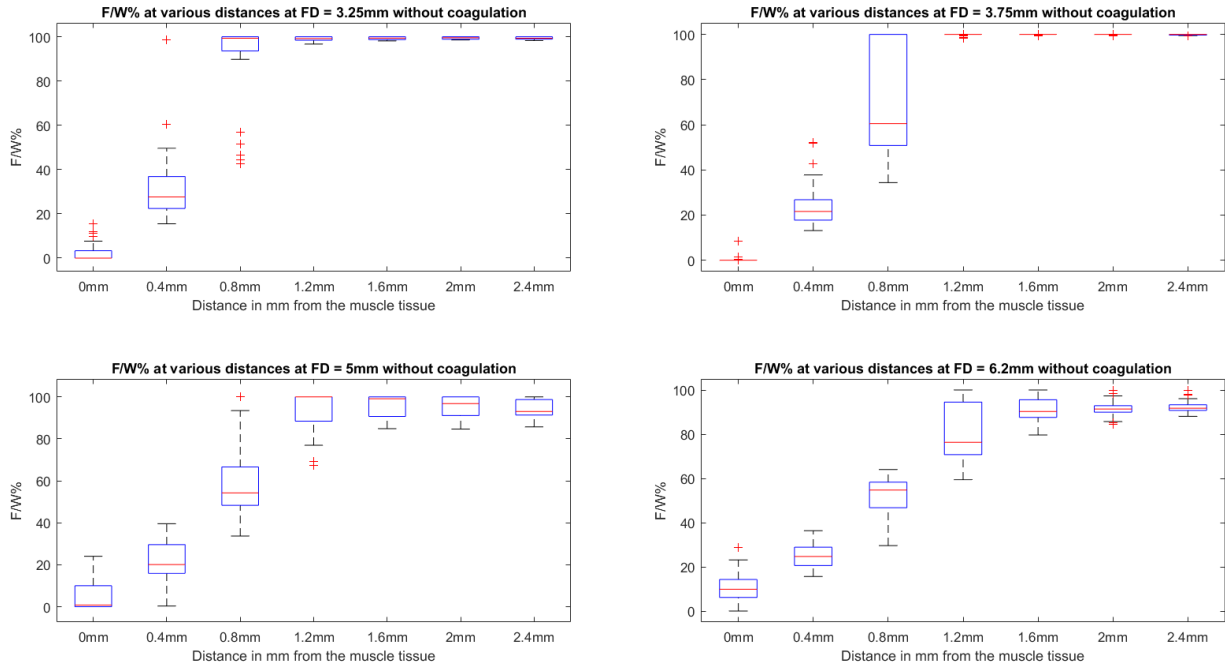 F/W% at various distances at FD = 3.25mm without coagulation
100
80
60
40
20
0
F/W%
0mm 0.4mm 0.8mm 1.2mm 1.6mm 2mm 2.4mm
Distance in mm from the muscle tissue
F/W% at various distances at FD = 3.75mm without coagulation
100
80
60
40
20
0
F/W%
0mm 0.4mm 0.8mm 1.2mm 1.6mm 2mm 2.4mm
Distance in mm from the muscle tissue
F/W% at various distances at FD = 5mm without coagulation
100
80
60
40
20
0
F/W%
0mm 0.4mm 0.8mm 1.2mm 1.6mm 2mm 2.4mm
Distance in mm from the muscle tissue
F/W% at various distances at FD = 6.2mm without coagulation
100
80
60
40
20
0
F/W%
0mm 0.4mm 0.8mm 1.2mm 1.6mm 2mm 2.4mm
Distance in mm from the muscle tissue